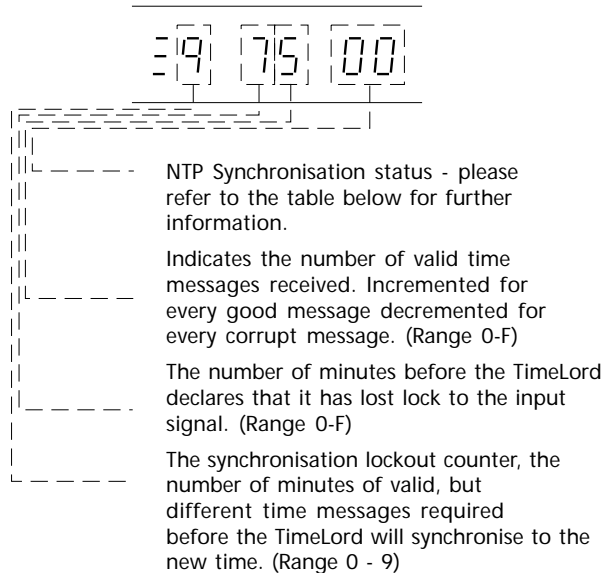 Ξ9 75 00
NTP Synchronisation status - please
refer to the table below for further
information.
Indicates the number of valid time
messages received. Incremented for
every good message decremented for
every corrupt message. (Range 0-F)
The number of minutes before the TimeLord
declares that it has lost lock to the input
signal. (Range 0-F)
The synchronisation lockout counter, the
number of minutes of valid, but
different time messages required
before the TimeLord will synchronise to the
new time. (Range 0 - 9)